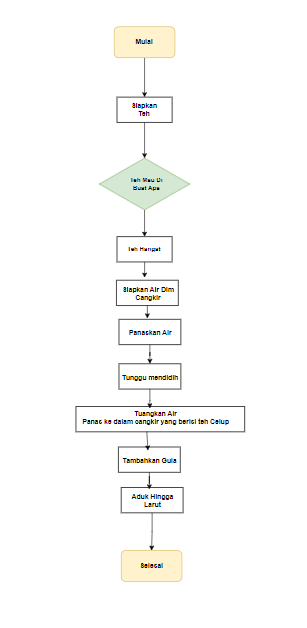 Mulai
Siapkan
Teh
Teh Mau Di
Buat Apa
Teh Hangat
Siapkan Air Dlm
Cangkir
Panaskan Air
Tunggu mendidih
Tuangkan Air
Panas ke dalam cangkir yang berisi teh Celup
Tambahkan Gula
Aduk Hingga
Larut
Selesai